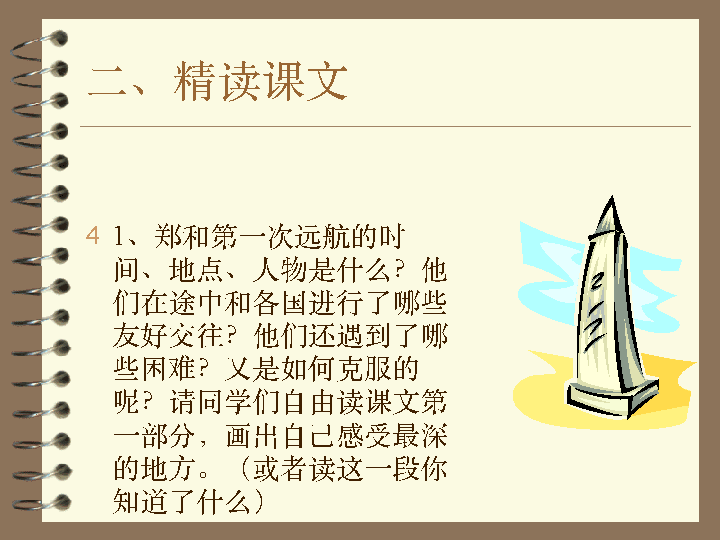 二、精读课文
4 1、郑和第一次远航的时
间、地点、人物是什么？他
们在途中和各国进行了哪些
友好交往？他们还遇到了哪
些困难？又是如何克服的
呢？请同学们自由读课文第
一部分，画出自己感受最深
的地方。（或者读这一段你
知道了什么）